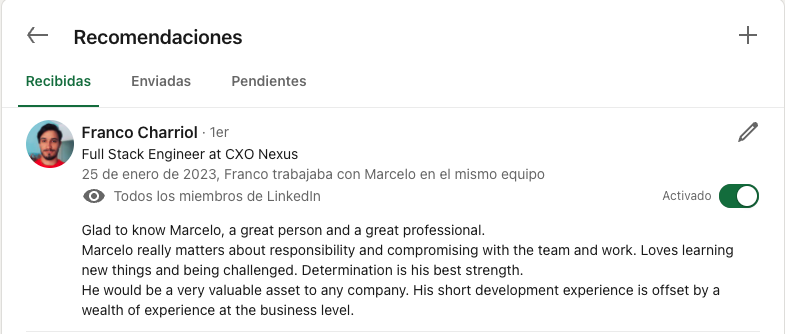 Recomendaciones
Recibidas
Enviadas
Pendientes
Franco Charriol · 1er
Full Stack Engineer at CXO Nexus
25 de enero de 2023, Franco trabajaba con Marcelo en el mismo equipo
Todos los miembros de LinkedIn
Activado
Glad to know Marcelo, a great person and a great professional.
Marcelo really matters about responsibility and compromising with the team and work. Loves learning
new things and being challenged. Determination is his best strength.
He would be a very valuable asset to any company. His short development experience is offset by a
wealth of experience at the business level.